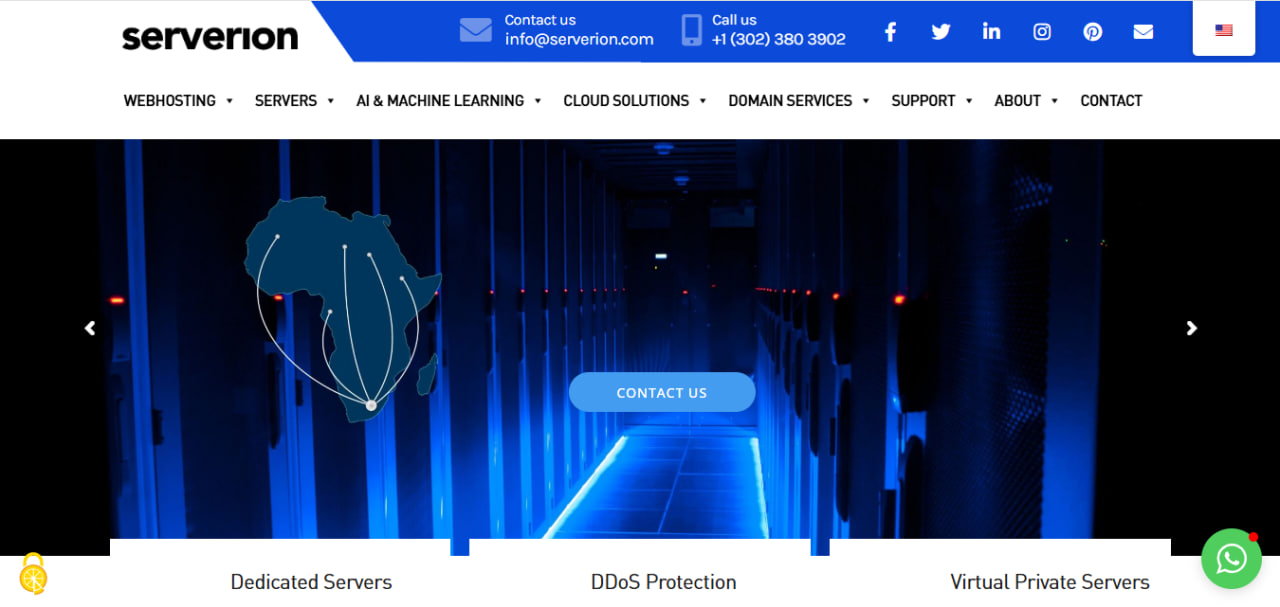 serverion
Contact us
info@serverion.com
Call us
+1 (302) 380 3902
WEBHOSTING
SERVERS
AI & MACHINE LEARNING
CLOUD SOLUTIONS
DOMAIN SERVICES
SUPPORT
ABOUT
CONTACT
CONTACT US
Dedicated Servers
DDoS Protection
Virtual Private Servers